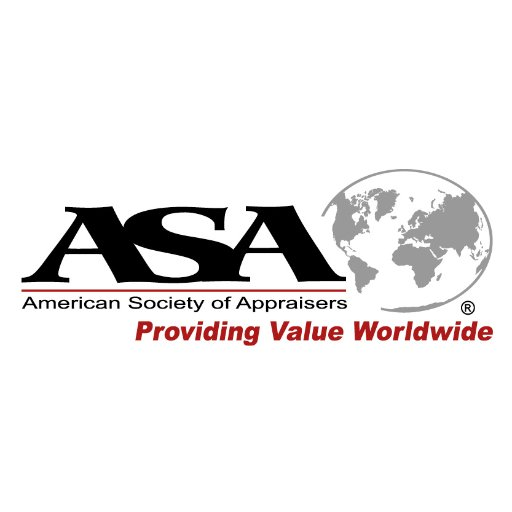 ASA
American Society of Appraisers ®
Providing Value Worldwide